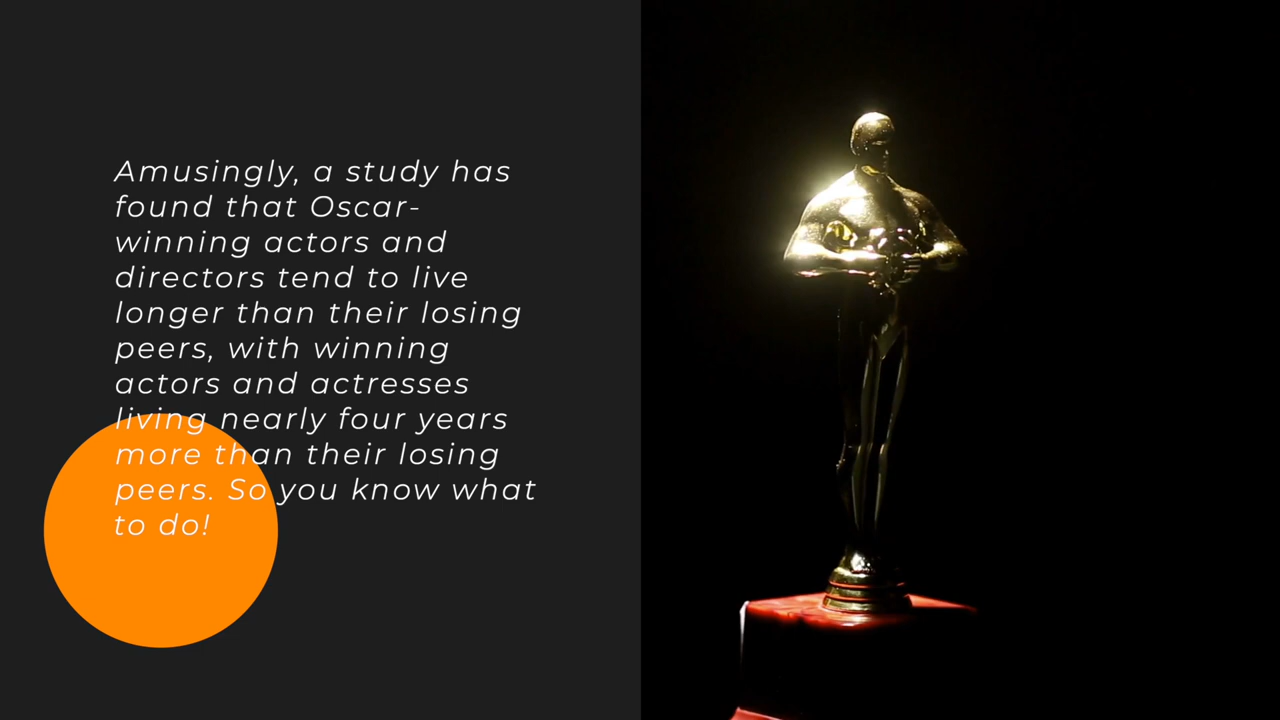 Amusingly, a study has
found that Oscar-
winning actors and
directors tend to live
longer than their losing
peers, with winning
actors and actresses
living nearly four years
more than their losing
peers. So you know what
to do!